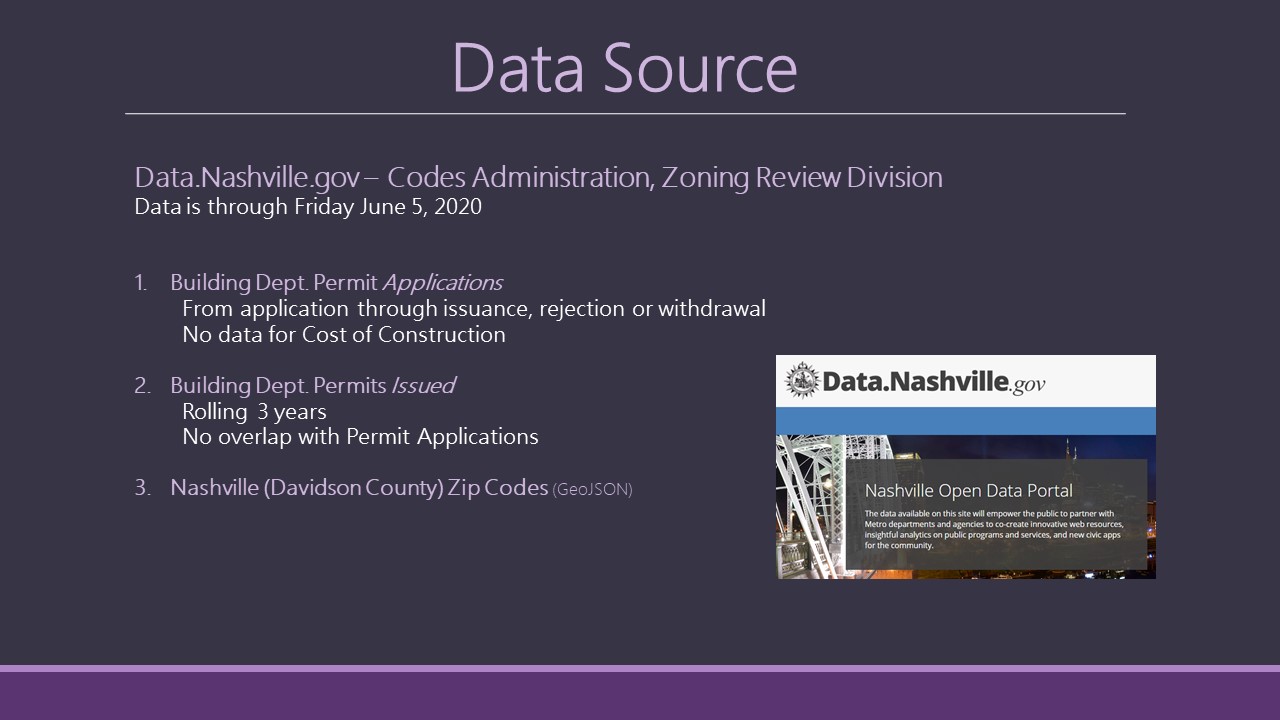 Data Source
Data.Nashville.gov – Codes Administration, Zoning Review Division
Data is through Friday June 5, 2020
1. Building Dept. Permit Applications
From application through issuance, rejection or withdrawal
No data for Cost of Construction
2. Building Dept. Permits Issued
Rolling 3 years
No overlap with Permit Applications
3. Nashville (Davidson County) Zip Codes (GeoJSON)
Data.Nashville.gov
Nashville Open Data Portal
The data available on this site will empower the public to partner with
Metro departments and agencies to co-create innovative web resources,
insightful analytics on public programs and services, and new civic apps
for the community.